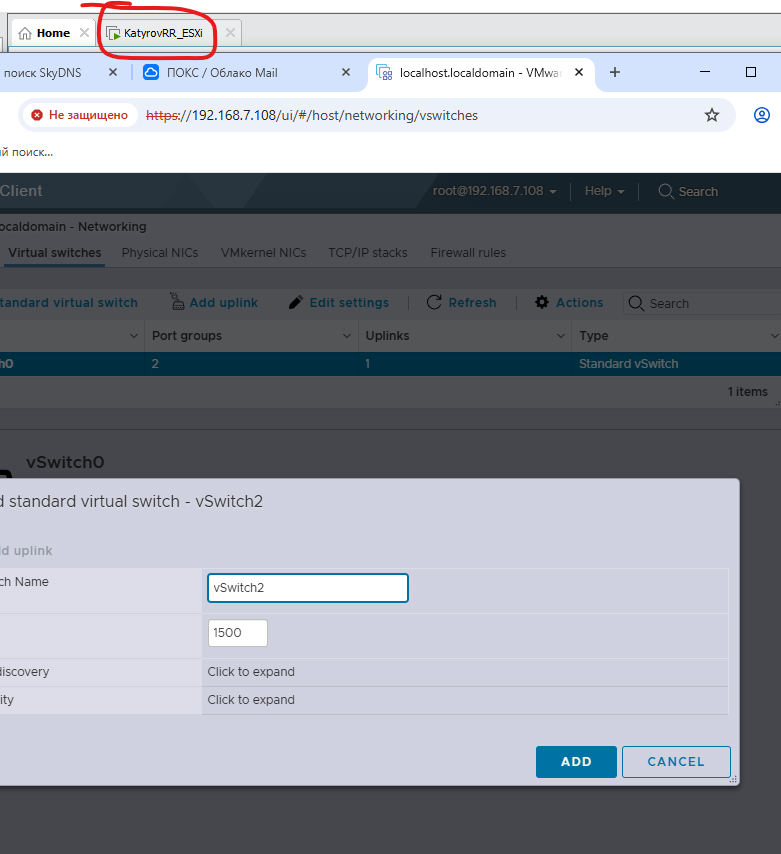 Home
KatyrovRR_ESXi
поиск SkyDNS
ПОКС / Облако Mail
localhost.localdomain - VMwar
Не защищено
https://192.168.7.108/ui/#/host/networking/vswitches
й поиск...
Client
root@192.168.7.108
Help
Search
ocaldomain - Networking
Virtual switches
Physical NICs
VMkernel NICs
TCP/IP stacks
Firewall rules
tandard virtual switch
Add uplink
Edit settings
Refresh
Actions
Search
Port groups
Uplinks
Type
h0
2
1
Standard vSwitch
1 items
vSwitch0
d standard virtual switch - vSwitch2
dd uplink
ch Name
vSwitch2
1500
discovery
Click to expand
ity
Click to expand
ADD
CANCEL